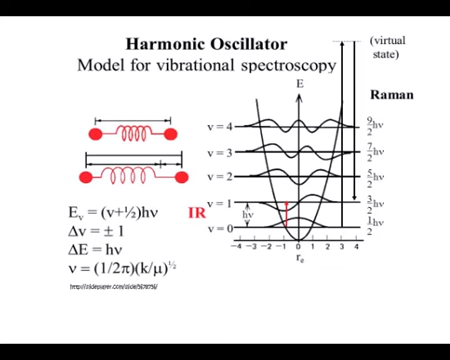 Harmonic Oscillator
Model for vibrational spectroscopy
(virtual
state)
E
Raman
v = 4
9/2 hν
v = 3
7/2 hν
v = 2
5/2 hν
IR
v = 1
3/2 hν
hν
v = 0
1/2 hν
−4 −3 −2 −1 0 1 2 3 4
rₑ
Eᵥ = (v+½)hν
Δv = ± 1
ΔE = hν
ν = (1/2π)(k/μ)^½